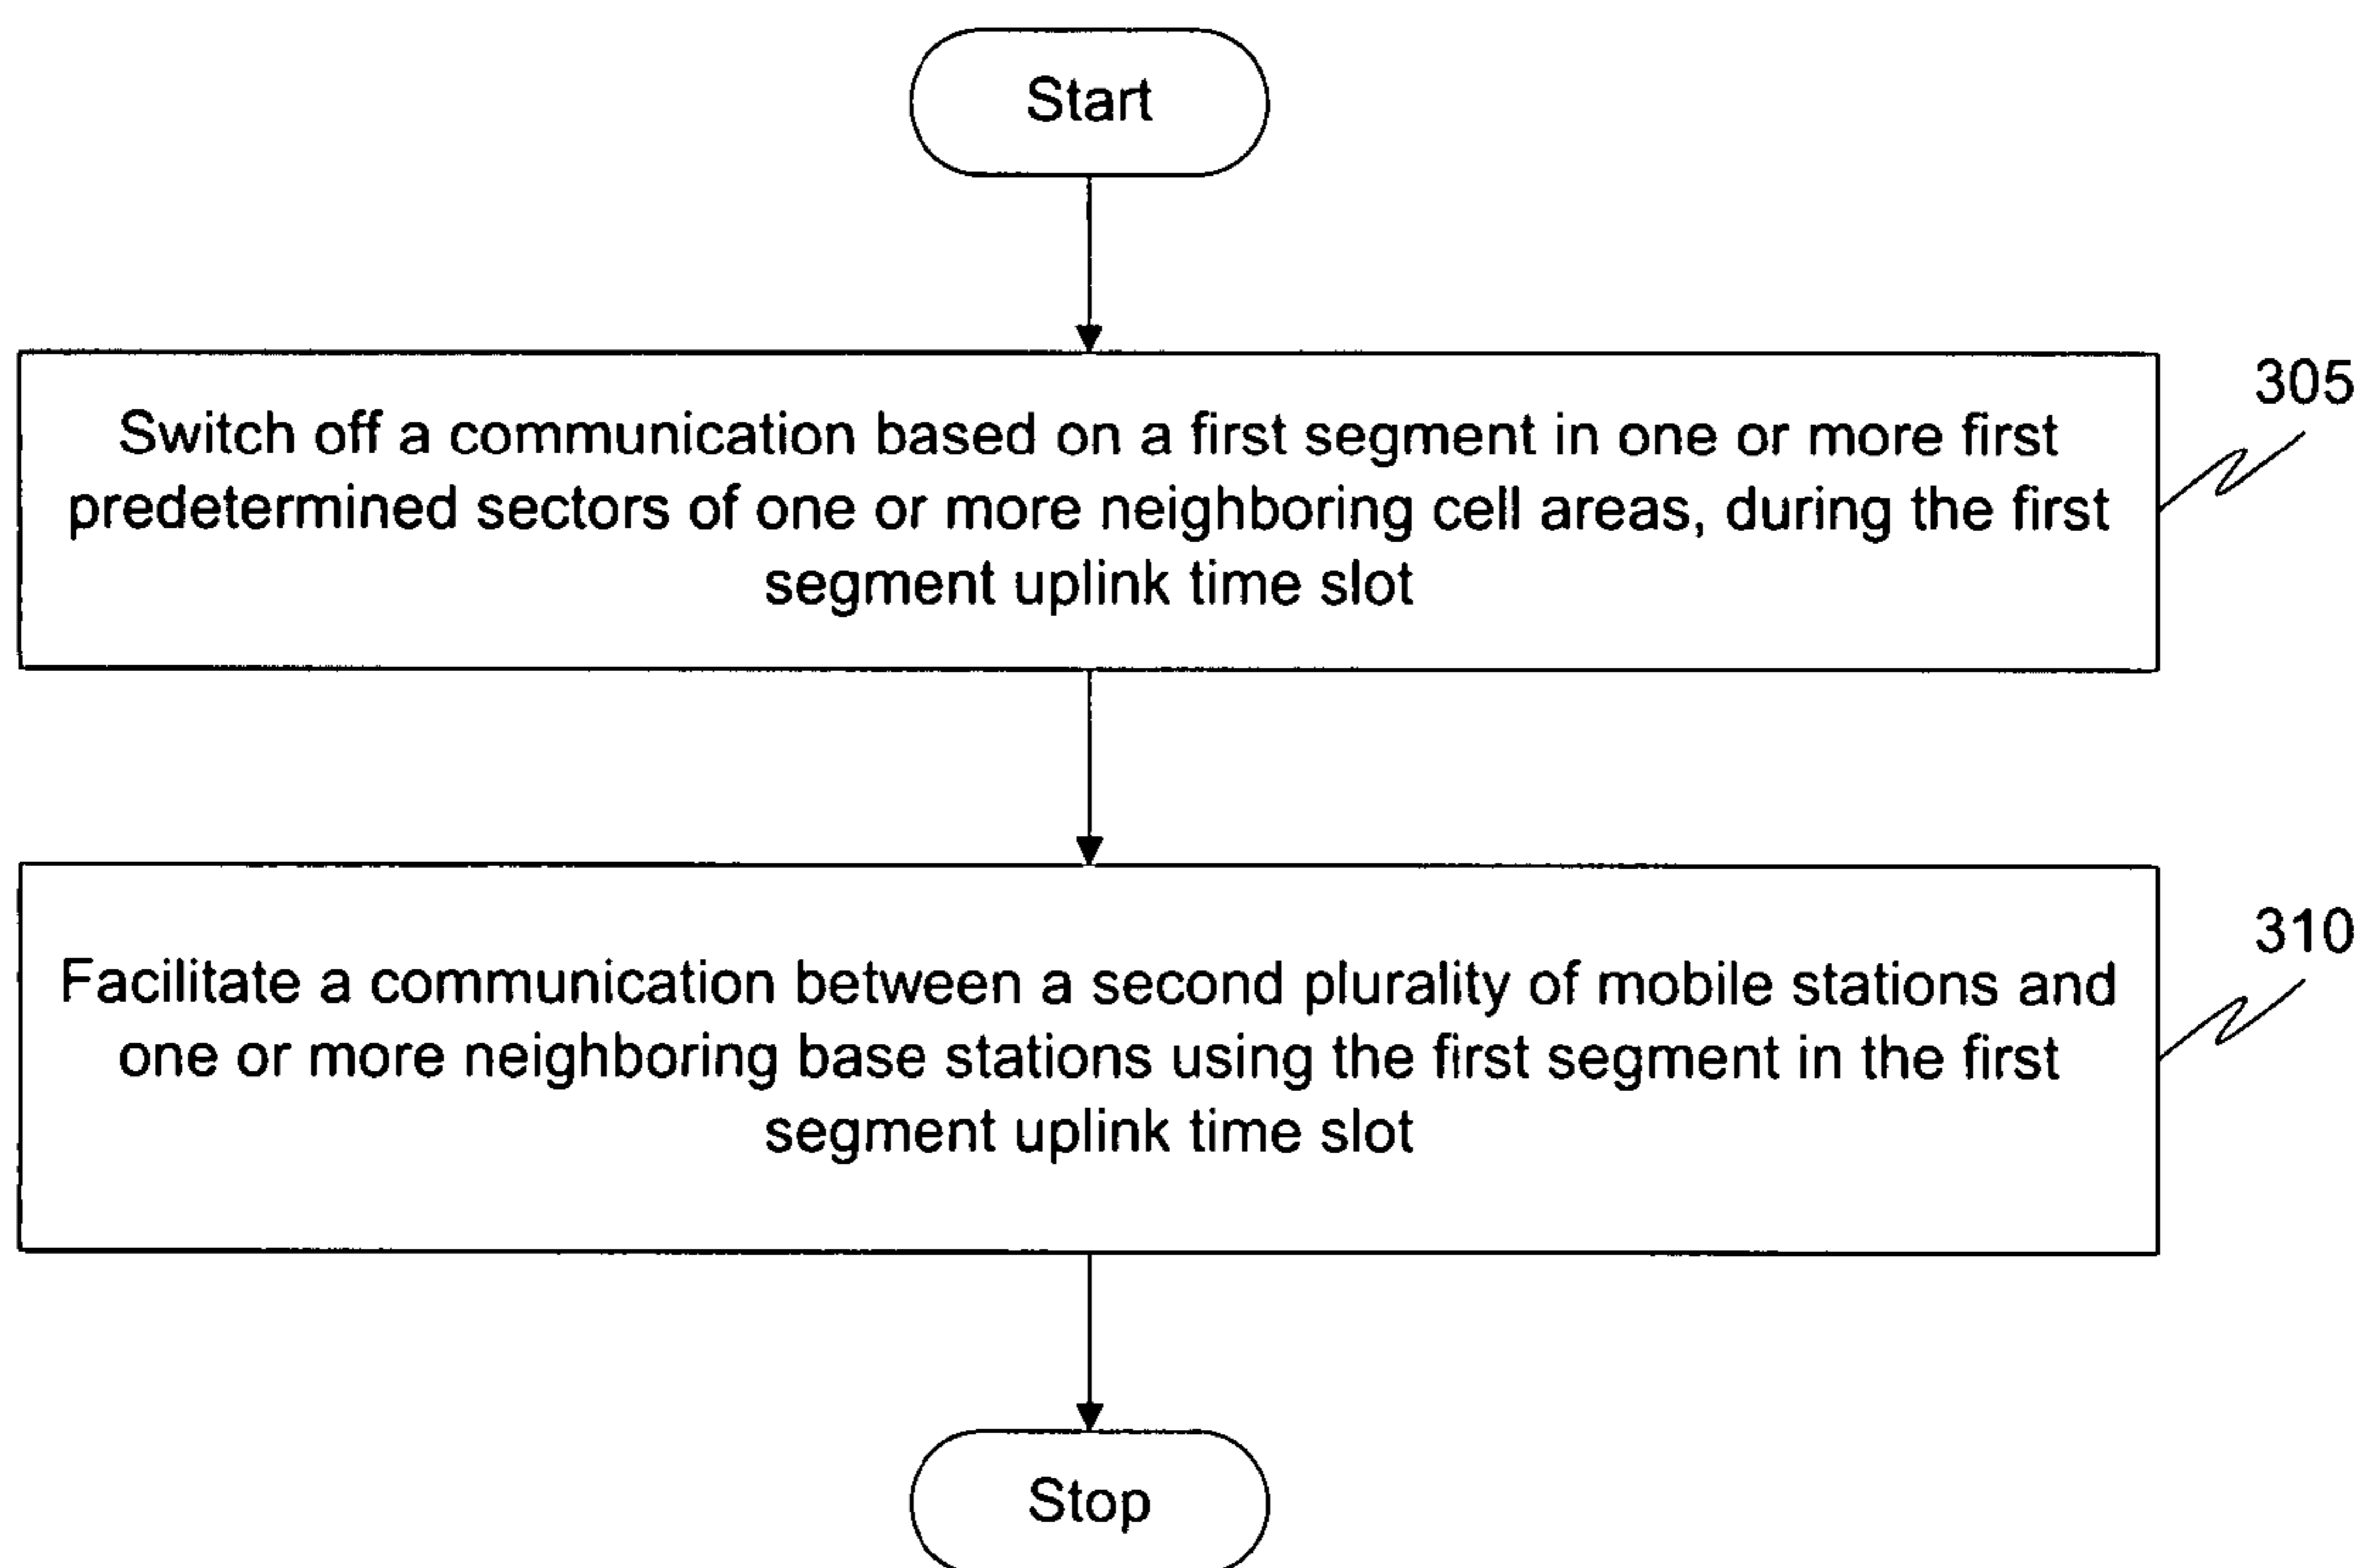 Start
305
Switch off a communication based on a first segment in one or more first
predetermined sectors of one or more neighboring cell areas, during the first
segment uplink time slot
310
Facilitate a communication between a second plurality of mobile stations and
one or more neighboring base stations using the first segment in the first
segment uplink time slot
Stop